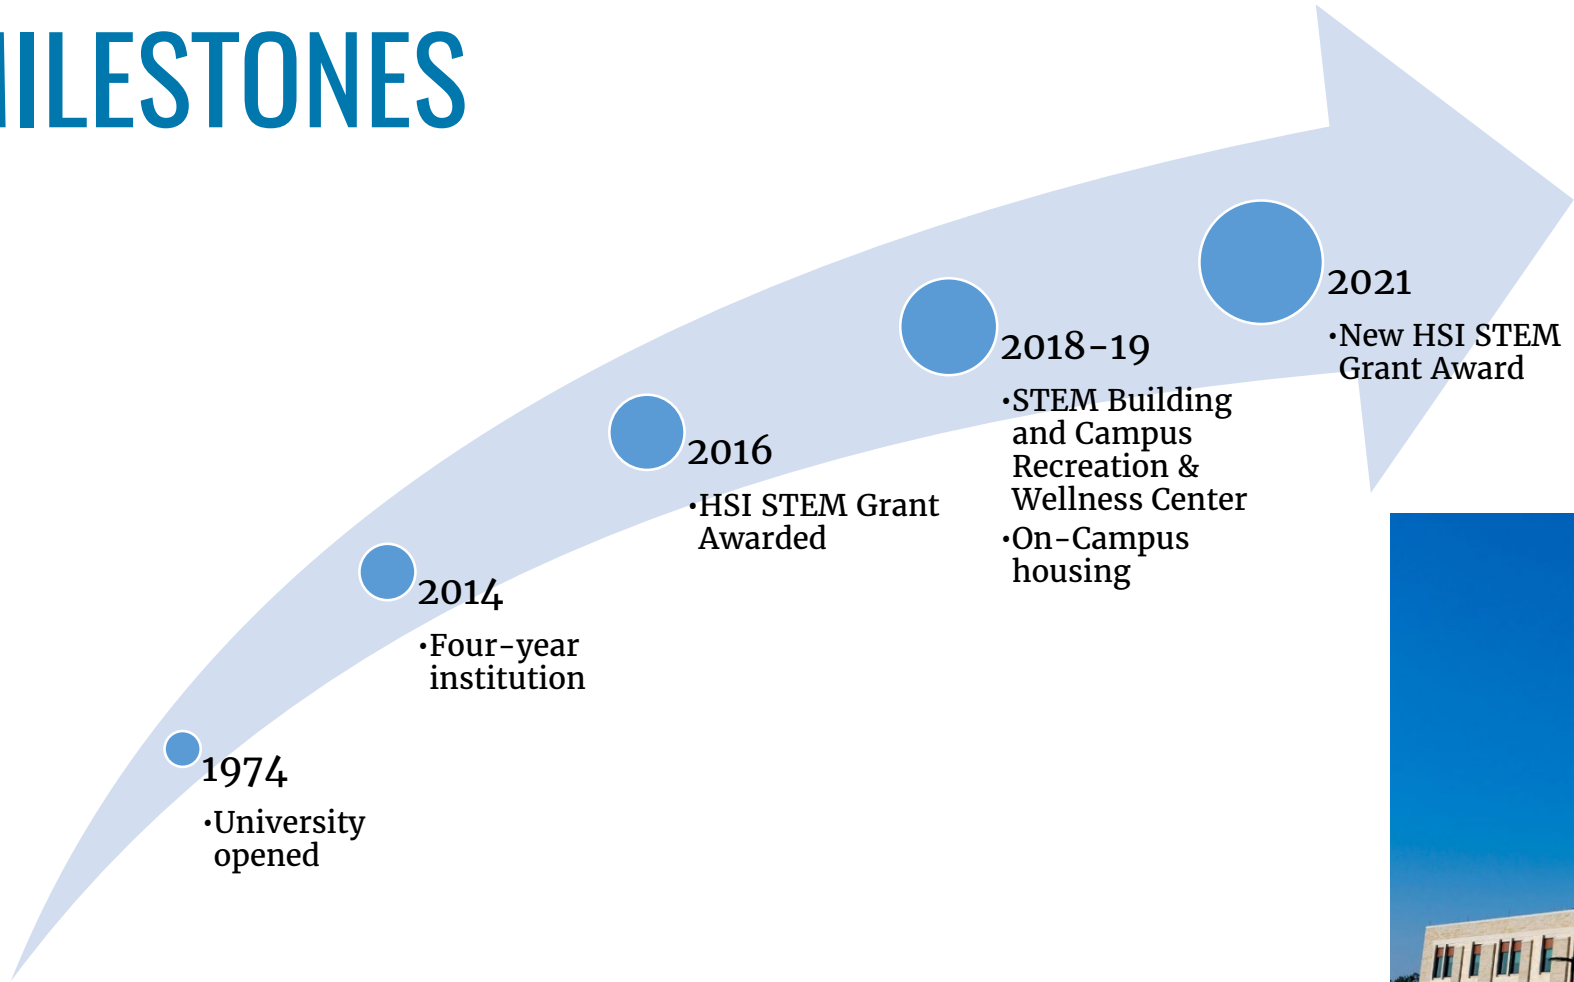 MILESTONES
1974
•University
opened
2014
•Four-year
institution
2016
•HSI STEM Grant
Awarded
2018-19
•STEM Building
and Campus
Recreation &
Wellness Center
•On-Campus
housing
2021
•New HSI STEM
Grant Award